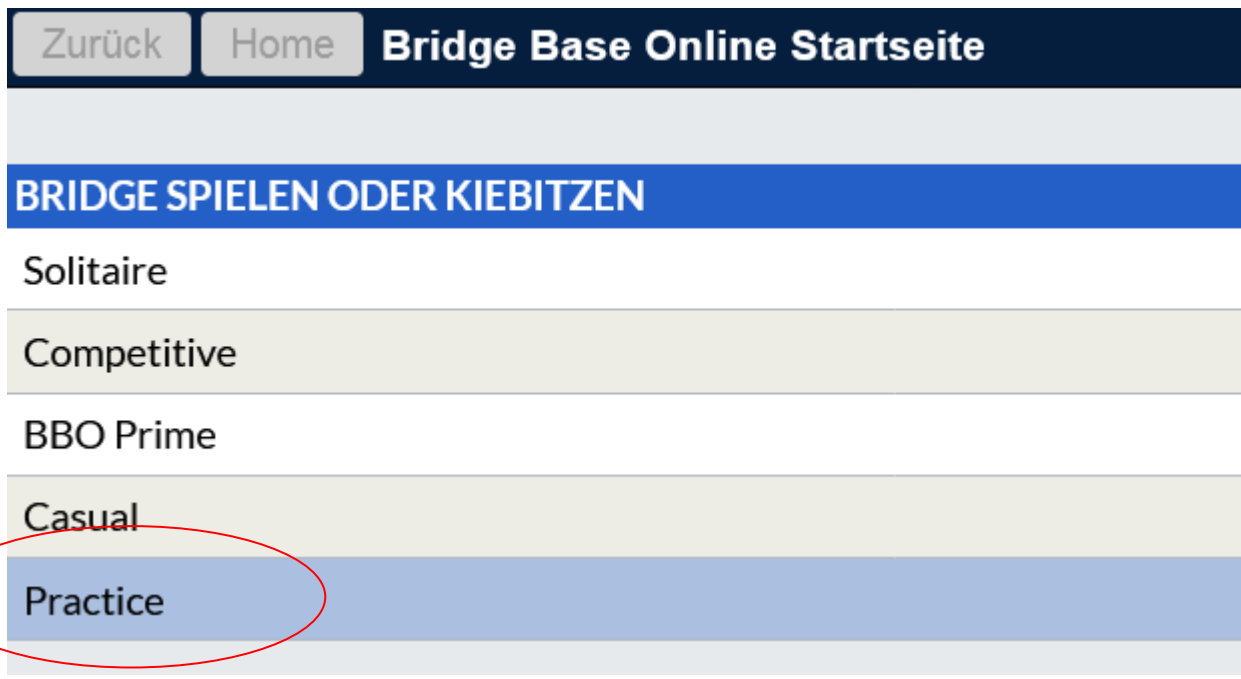 Zurück Home Bridge Base Online Startseite
BRIDGE SPIELEN ODER KIEBITZEN
Solitaire
Competitive
BBO Prime
Casual
Practice